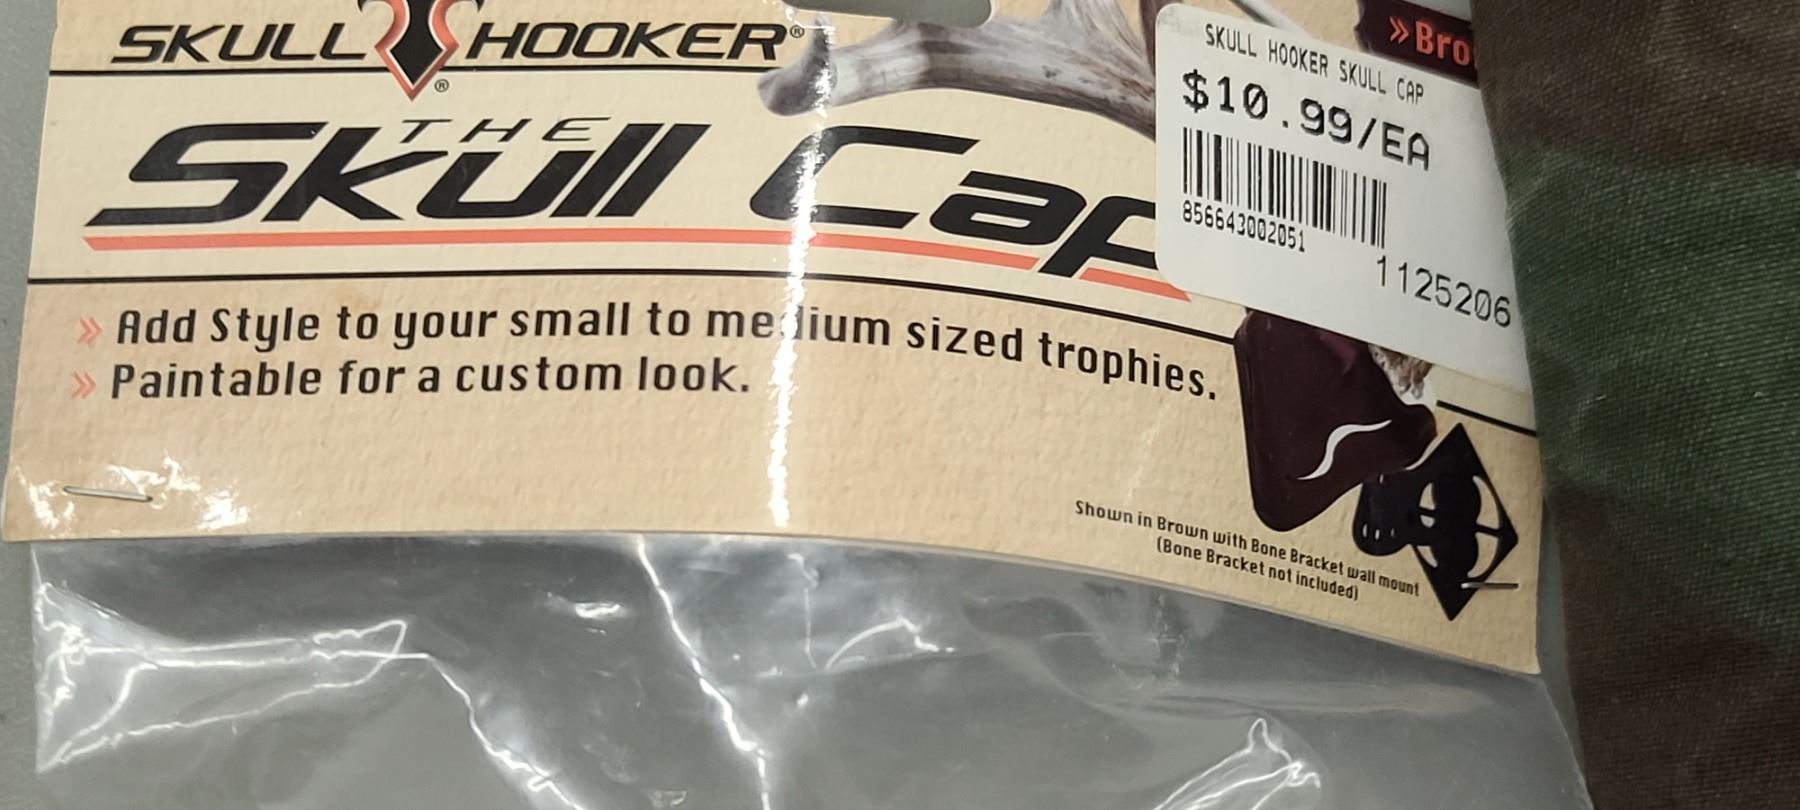 SKULL HOOKER®
®
THE
Skull Cap
» Add Style to your small to medium sized trophies.
» Paintable for a custom look.
»Bro
SKULL HOOKER SKULL CAP
$10.99/EA
856643002051
1125206
Shown in Brown with Bone Bracket wall mount
(Bone Bracket not included)